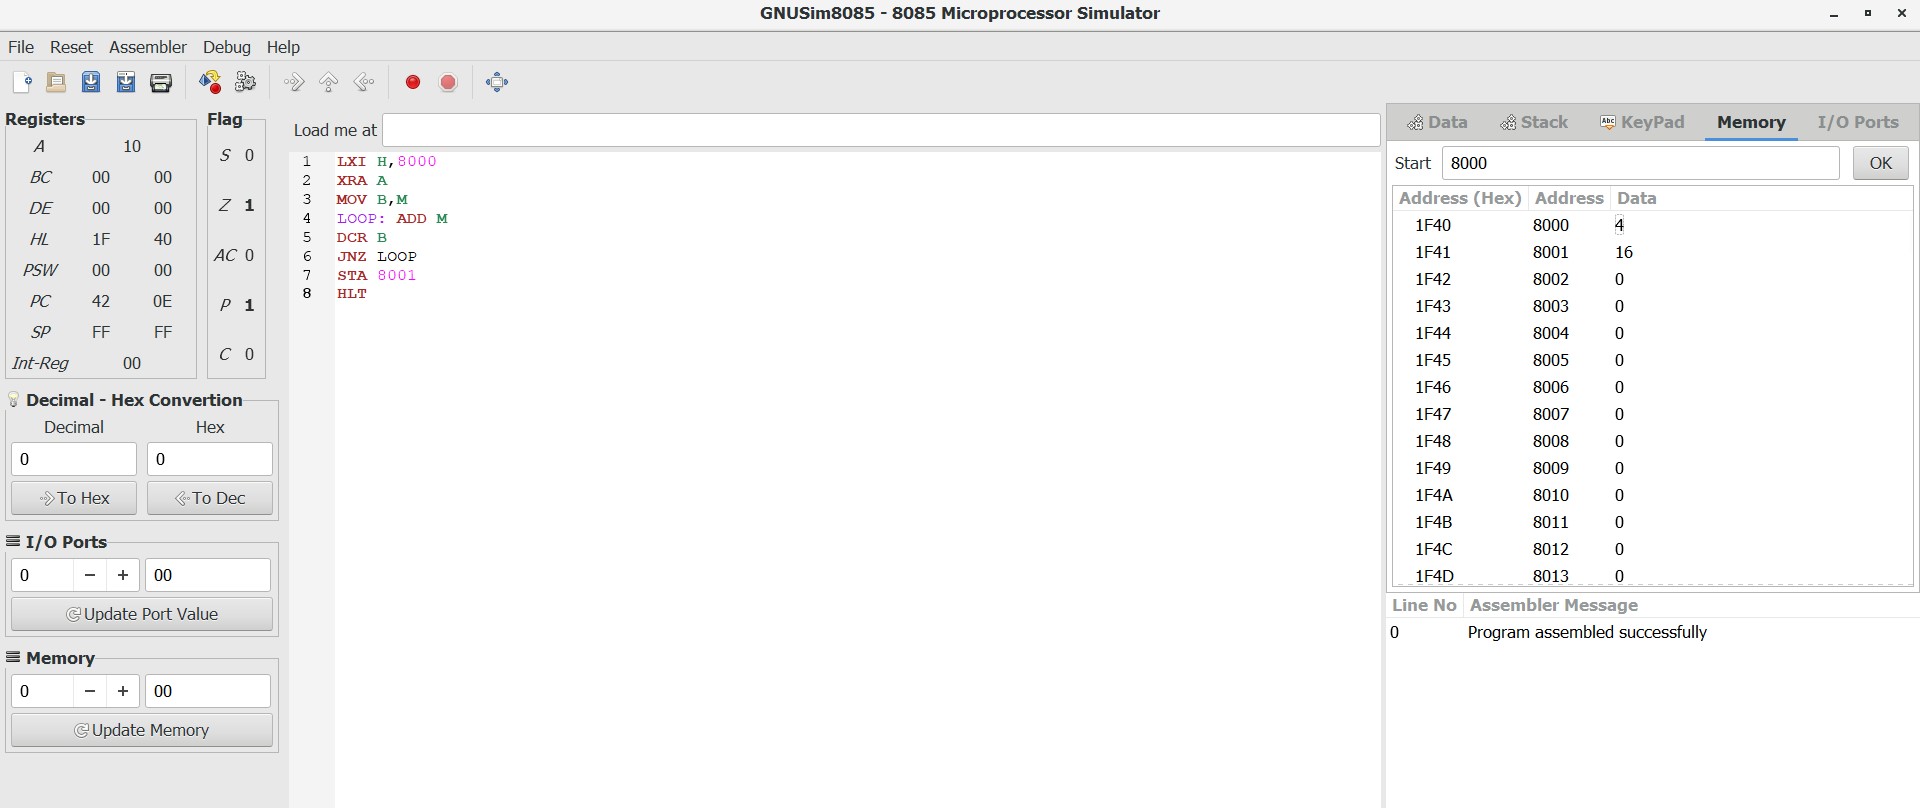 GNUSim8085 - 8085 Microprocessor Simulator
File Reset Assembler Debug Help
Registers
A 10
BC 00 00
DE 00 00
HL 1F 40
PSW 00 00
PC 42 0E
SP FF FF
Int-Reg 00
Flag
S 0
Z 1
AC 0
P 1
C 0
Decimal - Hex Convertion
Decimal Hex
0 0
To Hex To Dec
I/O Ports
0 − + 00
Update Port Value
Memory
0 − + 00
Update Memory
Load me at
1 LXI H,8000
2 XRA A
3 MOV B,M
4 LOOP: ADD M
5 DCR B
6 JNZ LOOP
7 STA 8001
8 HLT
Data Stack Abc KeyPad Memory I/O Ports
Start 8000 OK
Address (Hex) Address Data
1F40 8000 4
1F41 8001 16
1F42 8002 0
1F43 8003 0
1F44 8004 0
1F45 8005 0
1F46 8006 0
1F47 8007 0
1F48 8008 0
1F49 8009 0
1F4A 8010 0
1F4B 8011 0
1F4C 8012 0
1F4D 8013 0
Line No Assembler Message
0 Program assembled successfully